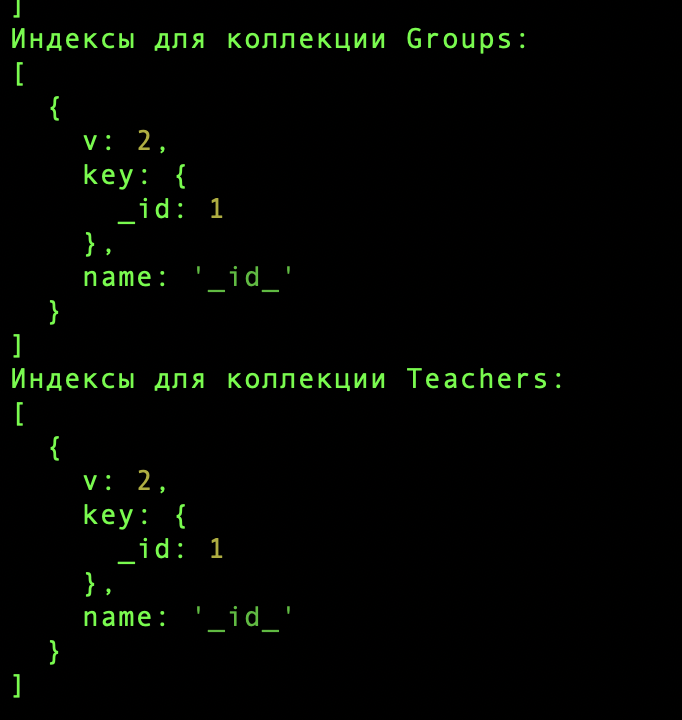 ]
Индексы для коллекции Groups:
[
  {
    v: 2,
    key: {
      _id: 1
    },
    name: '_id_'
  }
]
Индексы для коллекции Teachers:
[
  {
    v: 2,
    key: {
      _id: 1
    },
    name: '_id_'
  }
]